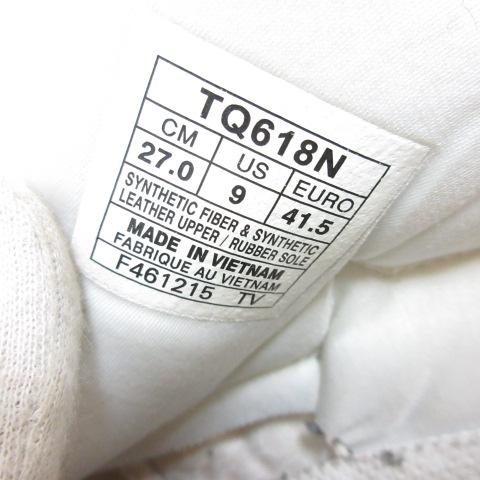 TQ618N
CM US EURO
27.0 9 41.5
SYNTHETIC FIBER & SYNTHETIC
LEATHER UPPER / RUBBER SOLE
MADE IN VIETNAM
FABRIQUE AU VIETNAM
F461215 TV